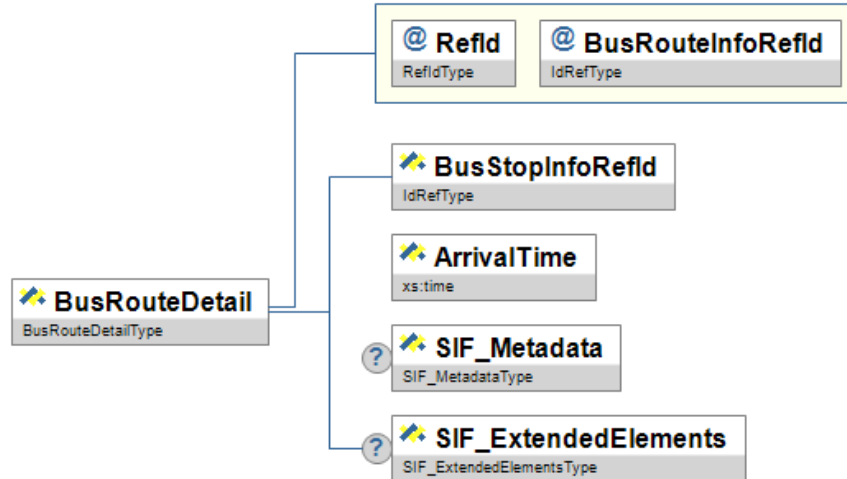 @ RefId
RefIdType
@ BusRouteInfoRefId
IdRefType
BusStopInfoRefId
IdRefType
ArrivalTime
xs:time
BusRouteDetail
BusRouteDetailType
? SIF_Metadata
SIF_MetadataType
? SIF_ExtendedElements
SIF_ExtendedElementsType